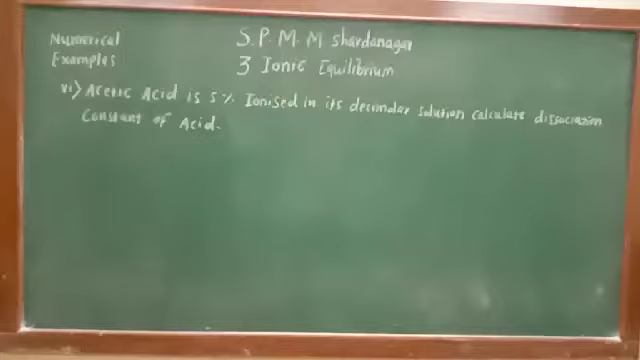 Numerical
Examples
S. P. M. M shardanagar
3 Ionic Equilibrium
vi) Acetic Acid is 5 % Ionised in its decimolar solution calculate dissociation
Constant of Acid.